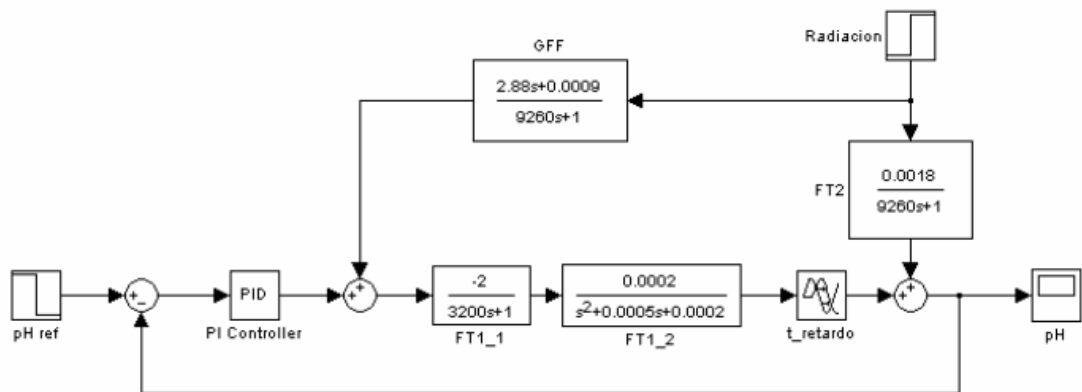 Radiacion
GFF
2.88s+0.0009
9260s+1
0.0018
9260s+1
FT2
pH ref
+
-
PID
PI Controller
+
+
-2
3200s+1
FT1_1
0.0002
s²+0.0005s+0.0002
FT1_2
t_retardo
+
+
pH